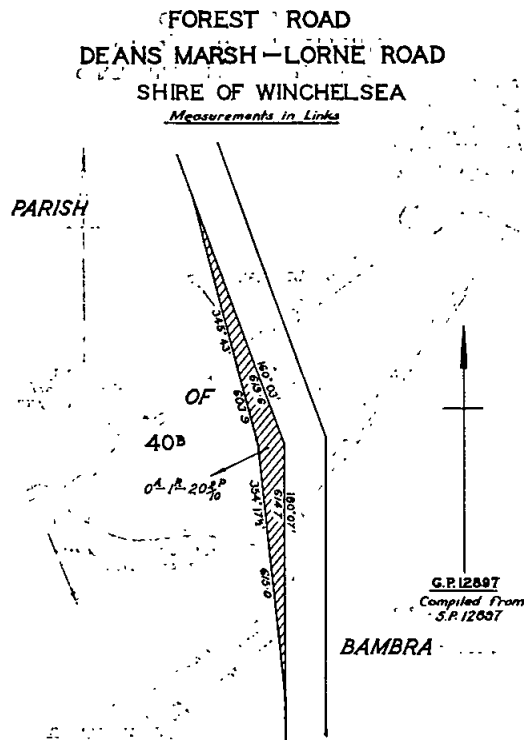 FOREST ROAD
DEANS MARSH—LORNE ROAD
SHIRE OF WINCHELSEA
Measurements in Links
PARISH
345° 43'
603·9
160° 03'
619·6
OF
40B
0A 1R 20 P
180° 07'
614·7
354° 17½'
615·0
G.P. 12897
Compiled from
S.P. 12897
BAMBRA